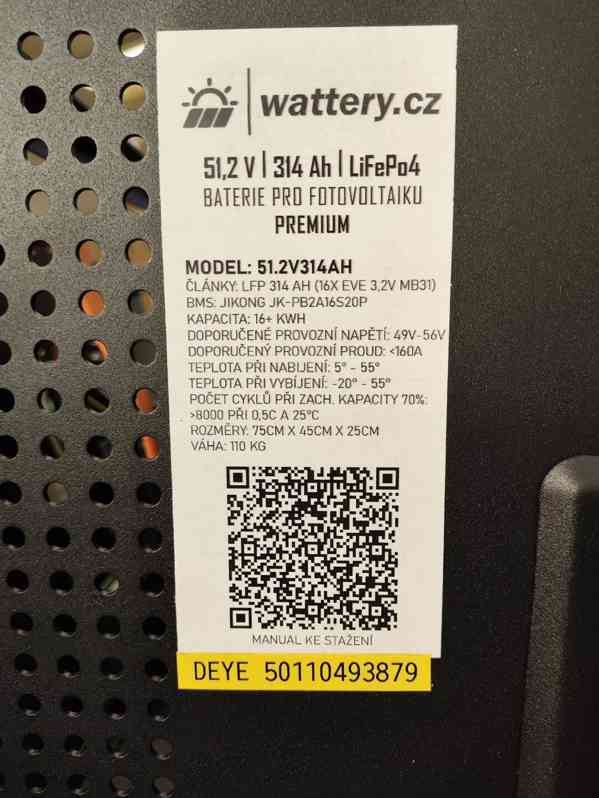 wattery.cz
51,2 V | 314 Ah | LiFePo4
BATERIE PRO FOTOVOLTAIKU
PREMIUM
MODEL: 51.2V314AH
ČLÁNKY: LFP 314 AH (16X EVE 3,2V MB31)
BMS: JIKONG JK-PB2A16S20P
KAPACITA: 16+ KWH
DOPORUČENÉ PROVOZNÍ NAPĚTÍ: 49V-56V
DOPORUČENÝ PROVOZNÍ PROUD: <160A
TEPLOTA PŘI NABIJENÍ: 5° - 55°
TEPLOTA PŘI VYBÍJENÍ: -20° - 55°
POČET CYKLŮ PŘI ZACH. KAPACITY 70%:
>8000 PŘI 0,5C A 25°C
ROZMĚRY: 75CM X 45CM X 25CM
VÁHA: 110 KG
MANUAL KE STAŽENÍ
DEYE 50110493879